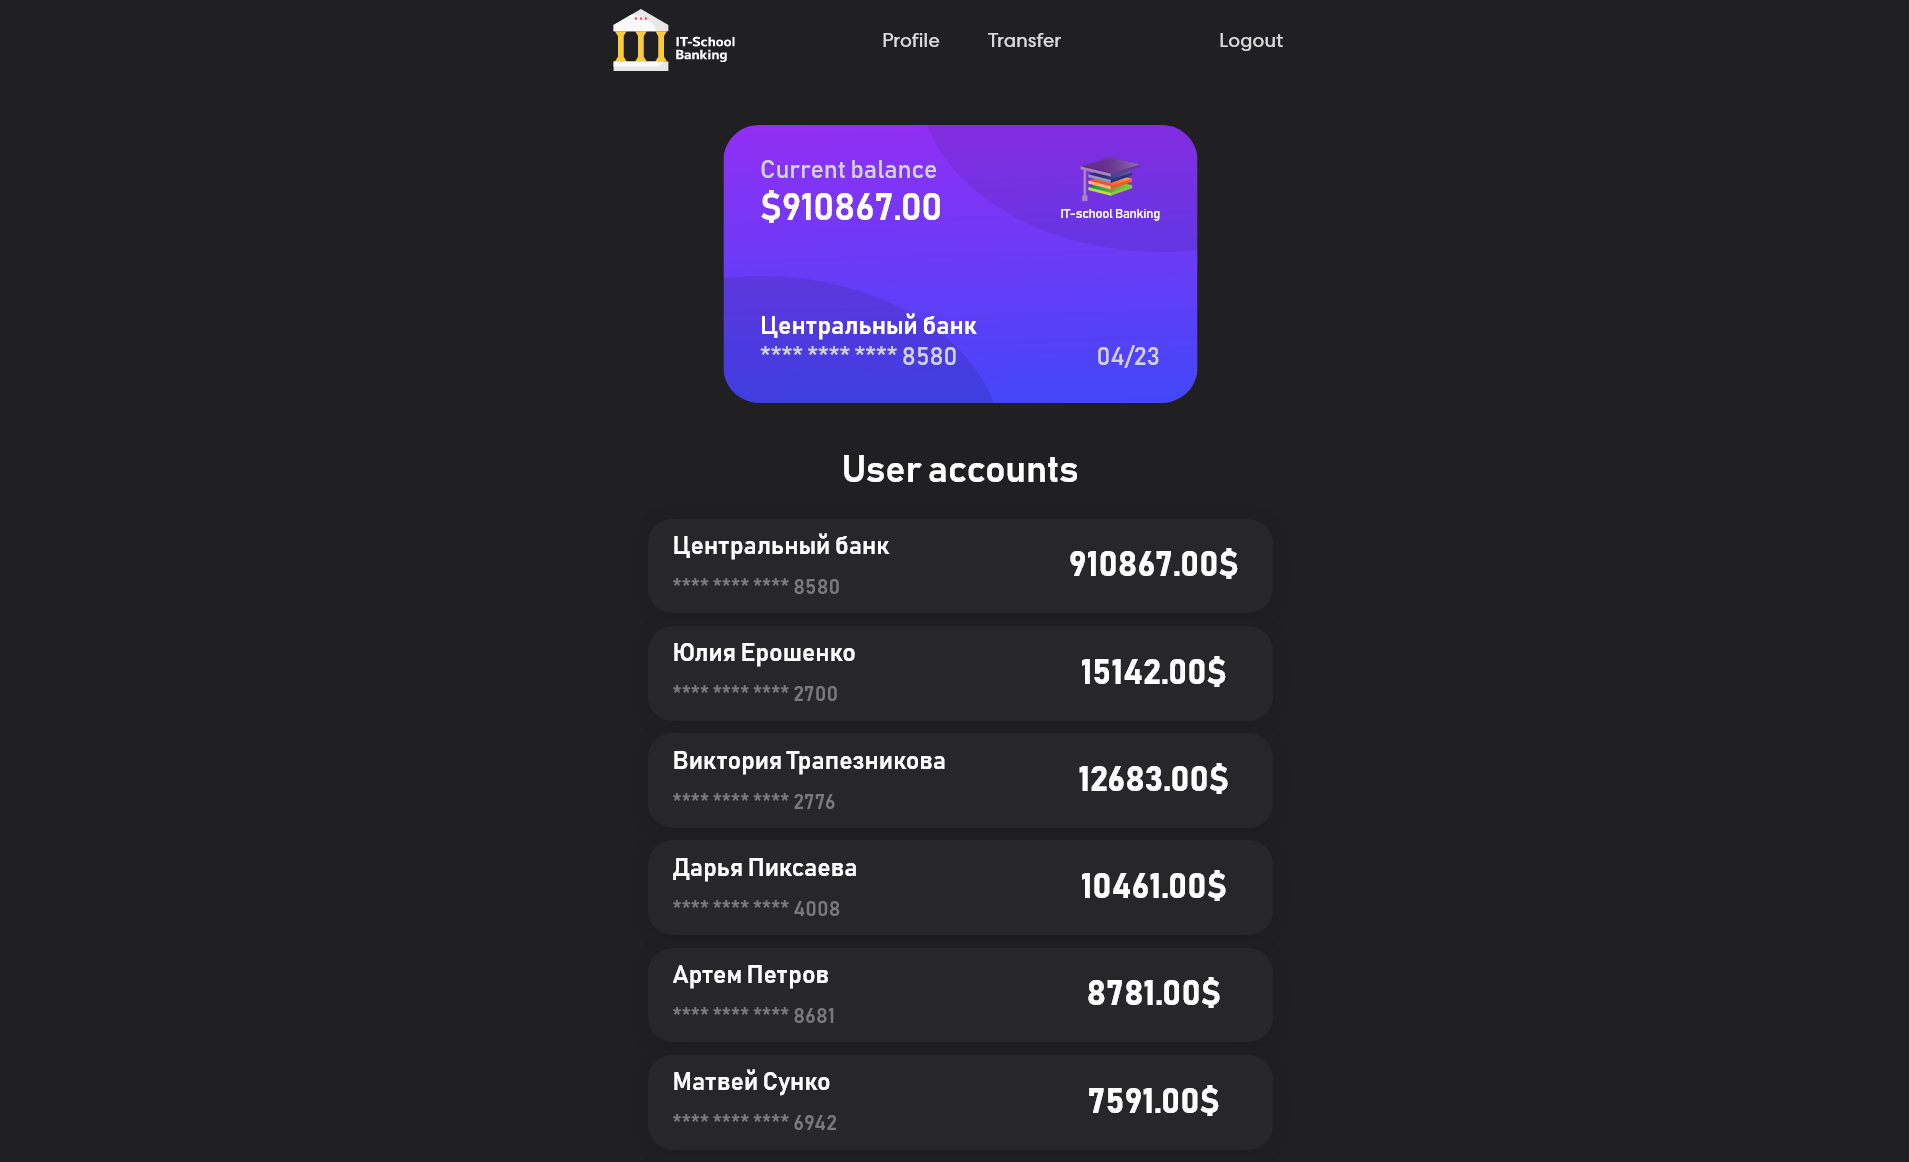 IT-School
Banking
Profile
Transfer
Logout
Current balance
$910867.00
IT-school Banking
Центральный банк
**** **** **** 8580
04/23
User accounts
Центральный банк
**** **** **** 8580
910867.00$
Юлия Ерошенко
**** **** **** 2700
15142.00$
Виктория Трапезникова
**** **** **** 2776
12683.00$
Дарья Пиксаева
**** **** **** 4008
10461.00$
Артем Петров
**** **** **** 8681
8781.00$
Матвей Сунко
**** **** **** 6942
7591.00$